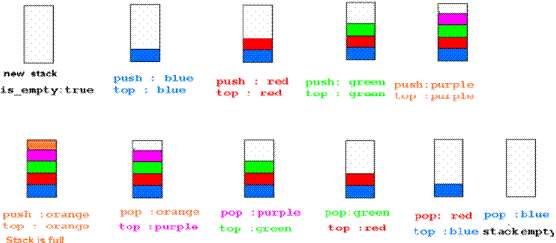 new stack
is_empty:true
push : blue
top : blue
push : red
top : red
push: green
top : green
push:purple
top :purple
push :orange
top : orange
Stack is full
pop :orange
top :purple
pop :purple
top :green
pop:green
top :red
pop: red
top :blue
pop :blue
stack empty